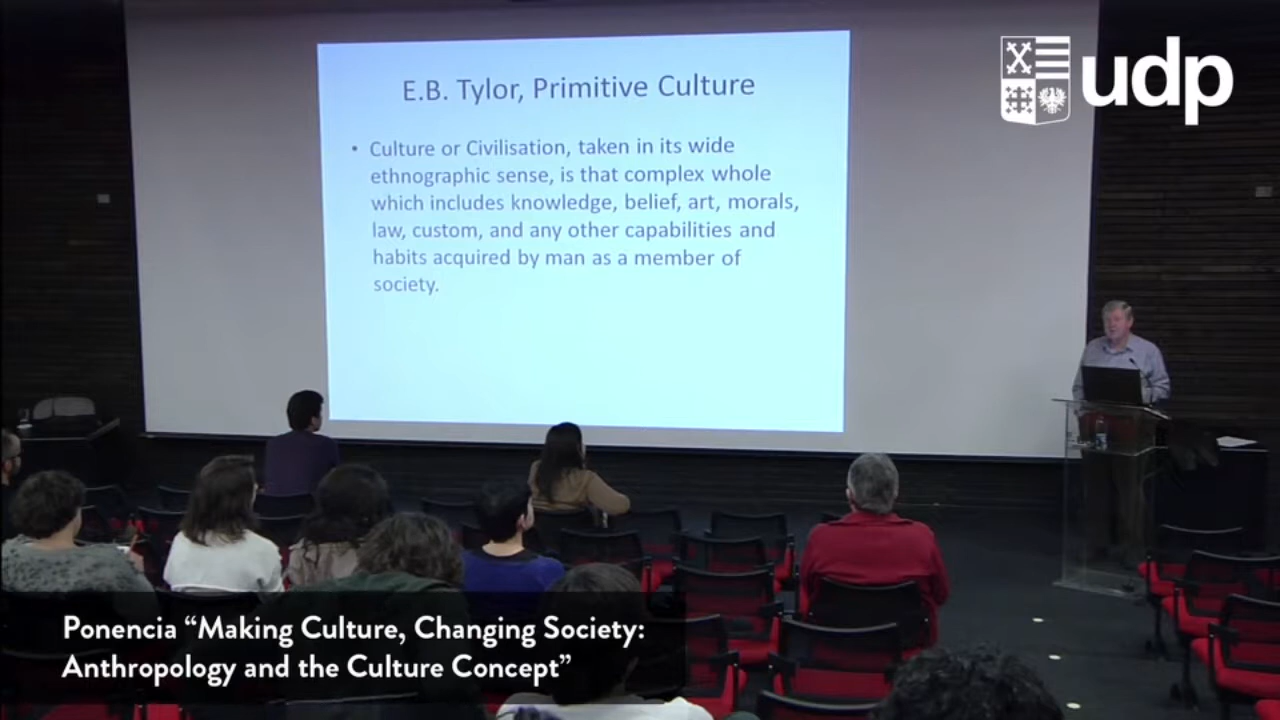 E.B. Tylor, Primitive Culture
• Culture or Civilisation, taken in its wide
ethnographic sense, is that complex whole
which includes knowledge, belief, art, morals,
law, custom, and any other capabilities and
habits acquired by man as a member of
society.
udp
Ponencia “Making Culture, Changing Society:
Anthropology and the Culture Concept”